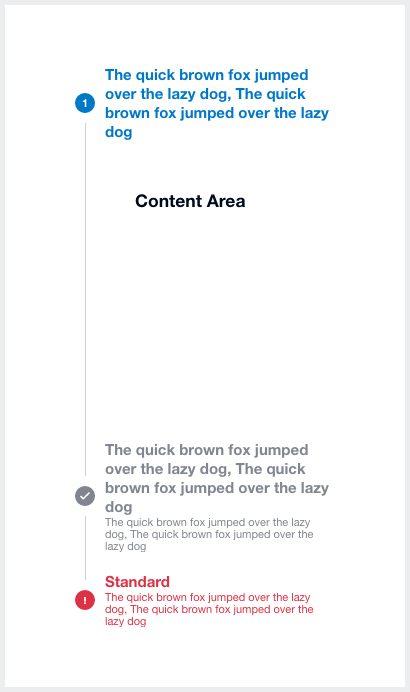 The quick brown fox jumped
over the lazy dog, The quick
1
brown fox jumped over the lazy
dog
Content Area
The quick brown fox jumped
over the lazy dog, The quick
brown fox jumped over the lazy
dog
The quick brown fox jumped over the lazy
dog, The quick brown fox jumped over the
lazy dog
Standard
!
The quick brown fox jumped over the lazy
dog, The quick brown fox jumped over the
lazy dog